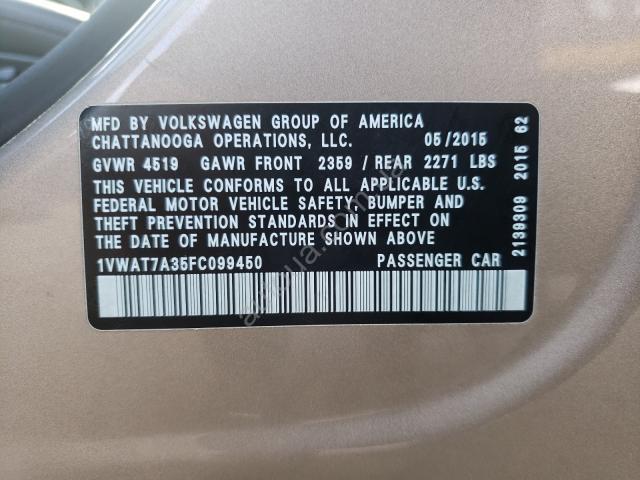 MFD BY VOLKSWAGEN GROUP OF AMERICA
CHATTANOOGA OPERATIONS, LLC. 05/2015
GVWR 4519 GAWR FRONT 2359 / REAR 2271 LBS
THIS VEHICLE CONFORMS TO ALL APPLICABLE U.S.
FEDERAL MOTOR VEHICLE SAFETY, BUMPER AND
THEFT PREVENTION STANDARDS IN EFFECT ON
THE DATE OF MANUFACTURE SHOWN ABOVE
1VWAT7A35FC099450 PASSENGER CAR
2139309 2015 62